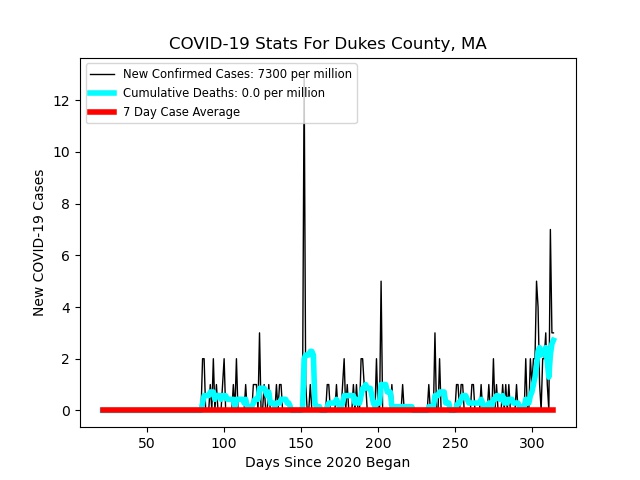 COVID-19 Stats For Dukes County, MA
New Confirmed Cases: 7300 per million
Cumulative Deaths: 0.0 per million
7 Day Case Average
12
10
8
6
4
2
0
New COVID-19 Cases
50 100 150 200 250 300
Days Since 2020 Began